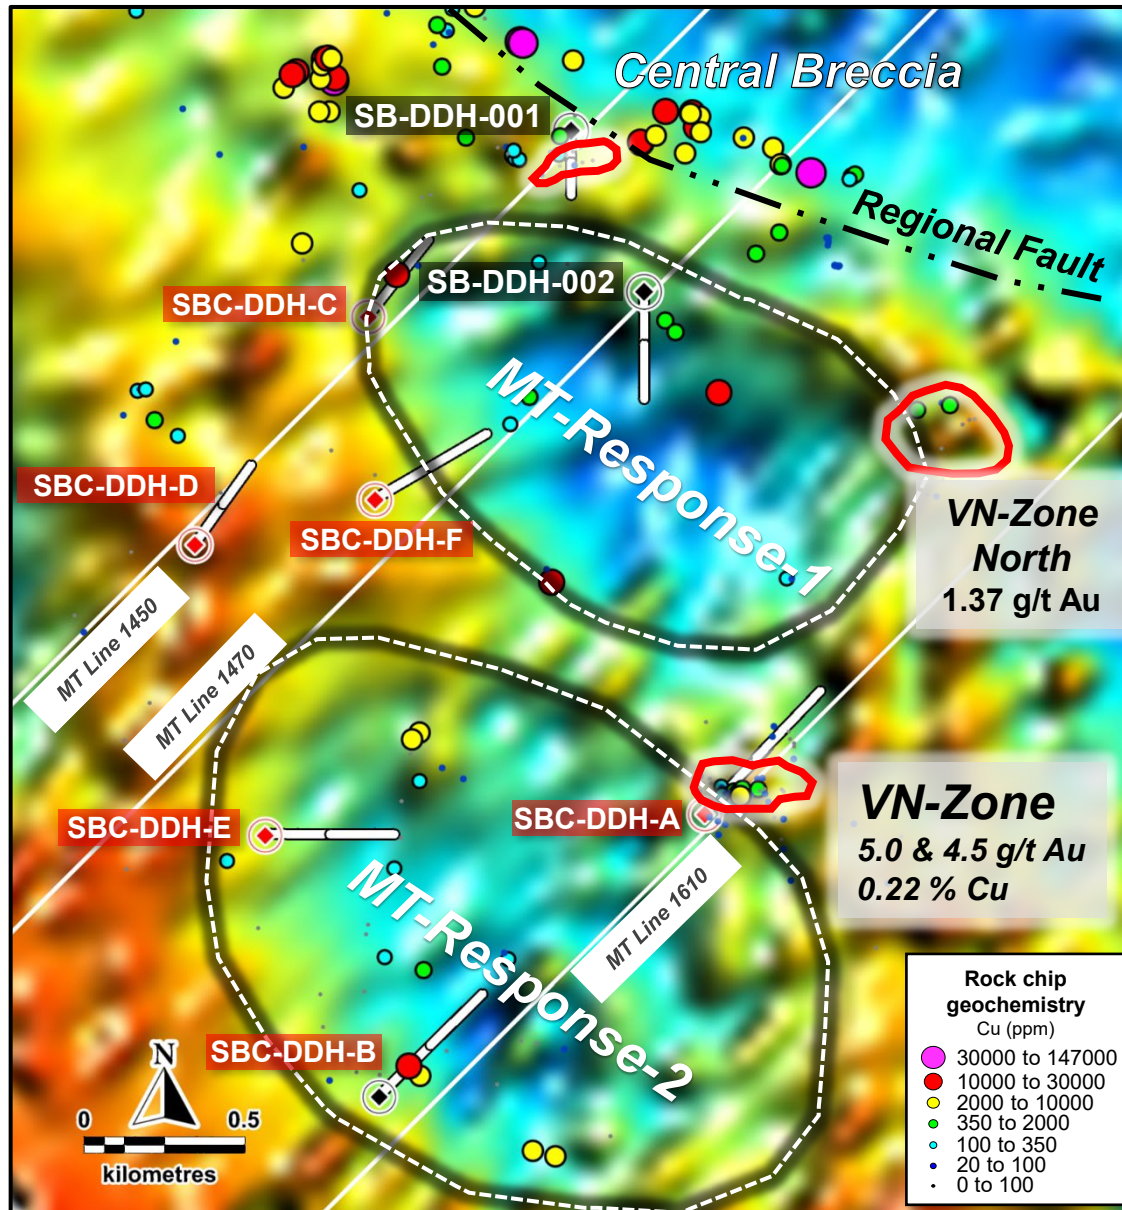 Central Breccia
SB-DDH-001
Regional Fault
SB-DDH-002
SBC-DDH-C
MT-Response-1
SBC-DDH-D
SBC-DDH-F
VN-Zone
North
1.37 g/t Au
MT Line 1450
MT Line 1470
SBC-DDH-E
SBC-DDH-A
VN-Zone
5.0 & 4.5 g/t Au
0.22 % Cu
MT Line 1610
MT-Response-2
SBC-DDH-B
N
0 0.5
kilometres
Rock chip
geochemistry
Cu (ppm)
30000 to 147000
10000 to 30000
2000 to 10000
350 to 2000
100 to 350
20 to 100
0 to 100